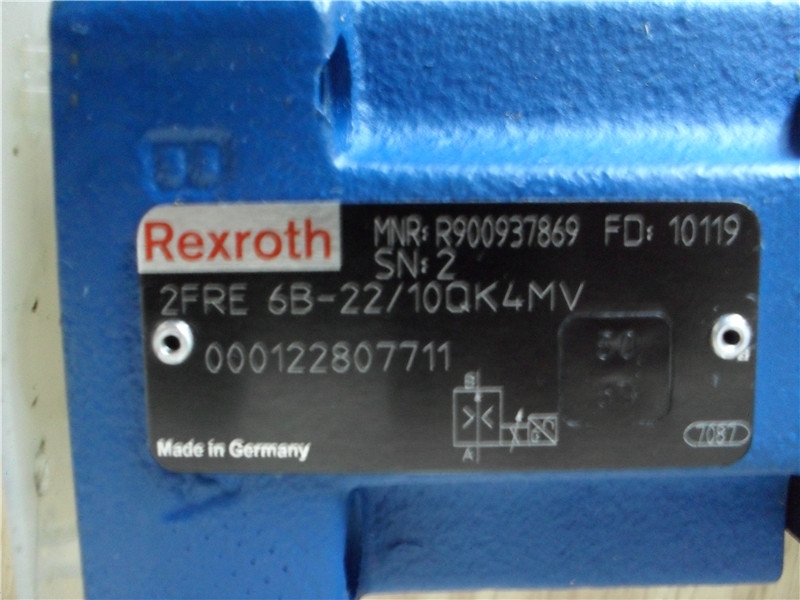 Rexroth
MNR: R900937869 FD: 10119
SN: 2
2FRE 6B-22/10QK4MV
000122807711
B
A
Made in Germany
7087